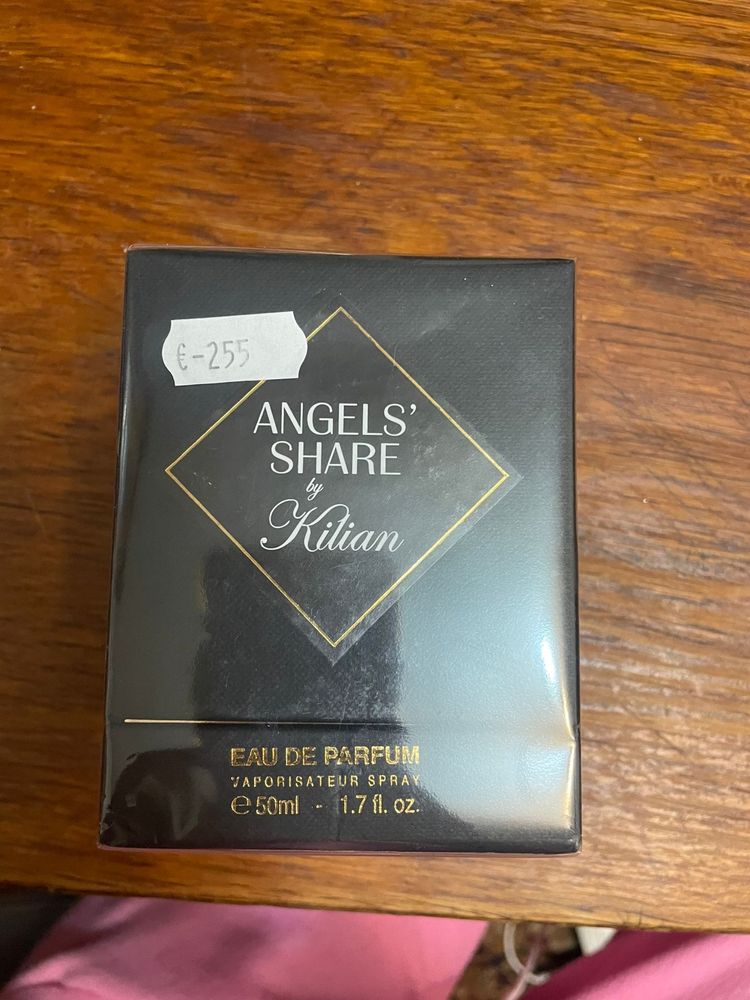 €-255
ANGELS’
SHARE
by
Kilian
EAU DE PARFUM
VAPORISATEUR SPRAY
℮ 50ml - 1.7 fl. oz.